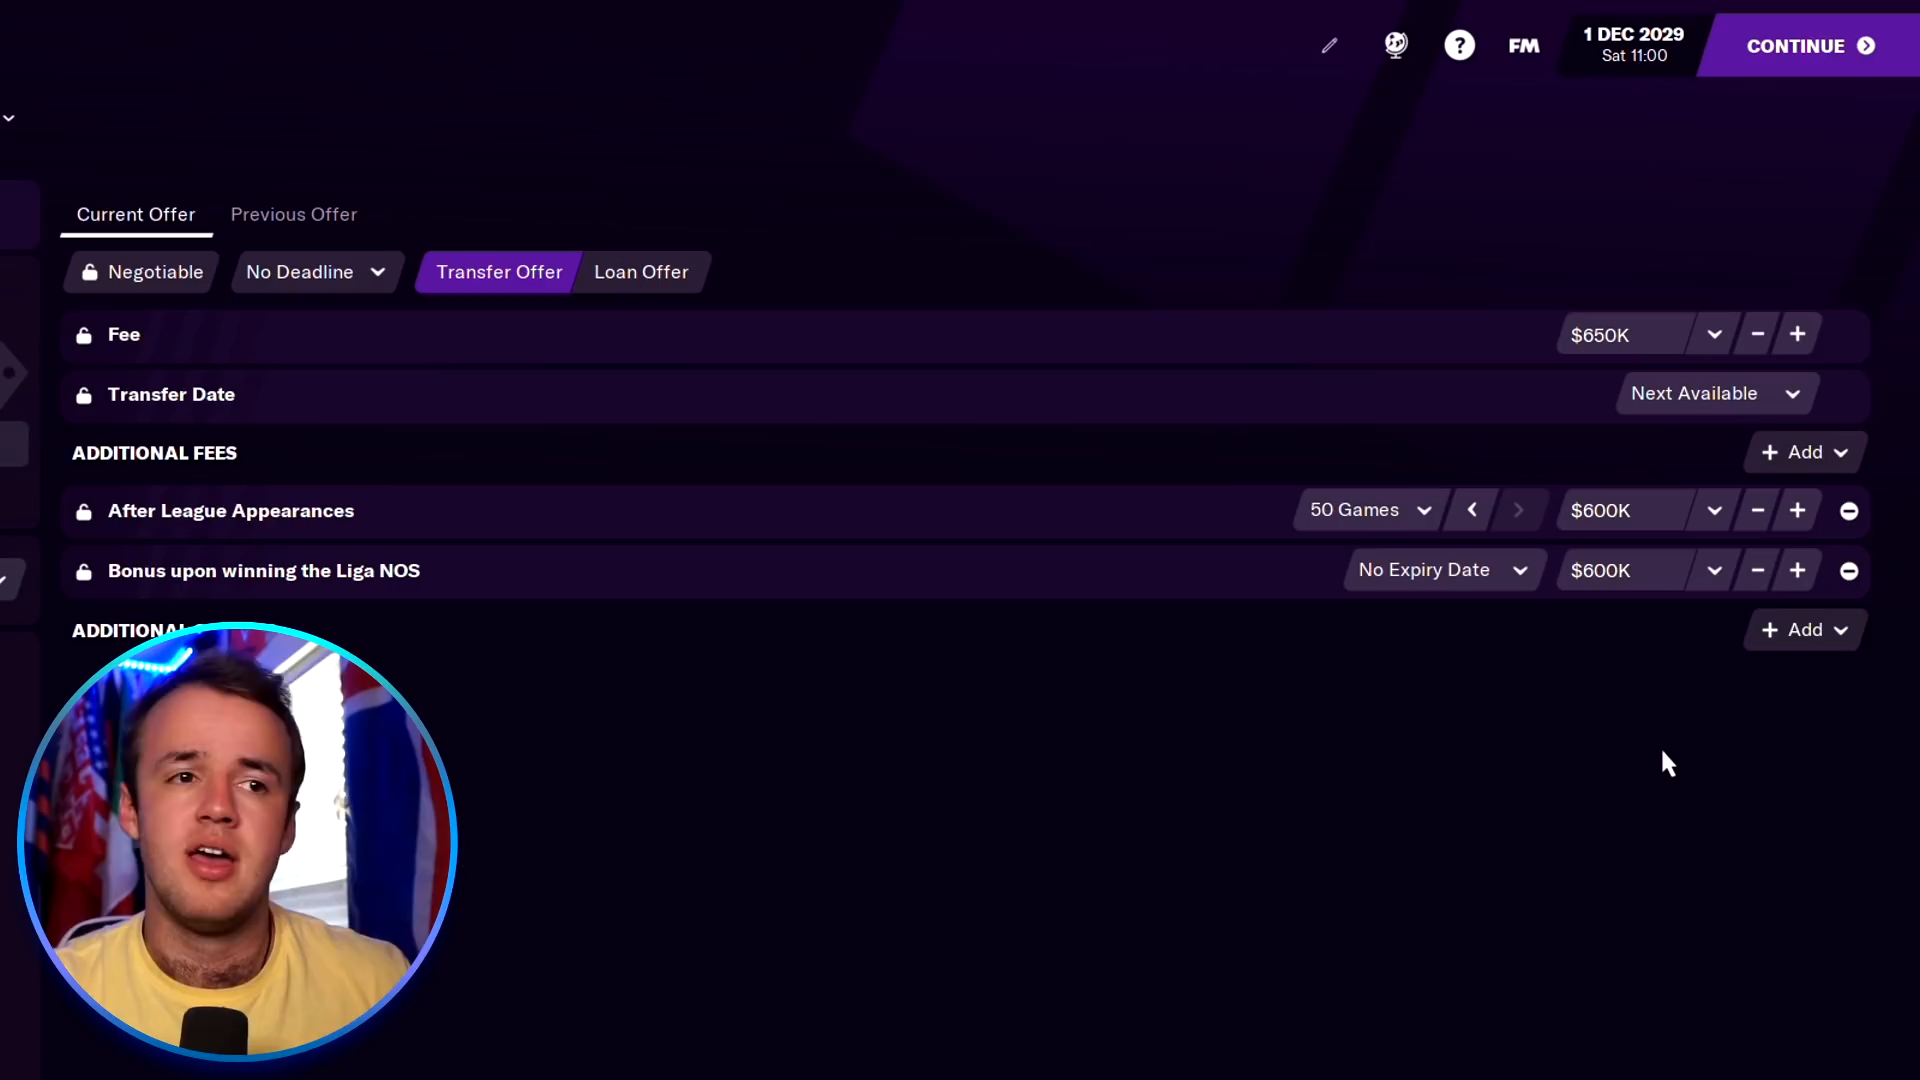 FM
1 DEC 2029
Sat 11:00
CONTINUE
Current Offer Previous Offer
Negotiable No Deadline Transfer Offer Loan Offer
Fee $650K
Transfer Date Next Available
ADDITIONAL FEES + Add
After League Appearances 50 Games $600K
Bonus upon winning the Liga NOS No Expiry Date $600K
ADDITIONAL + Add